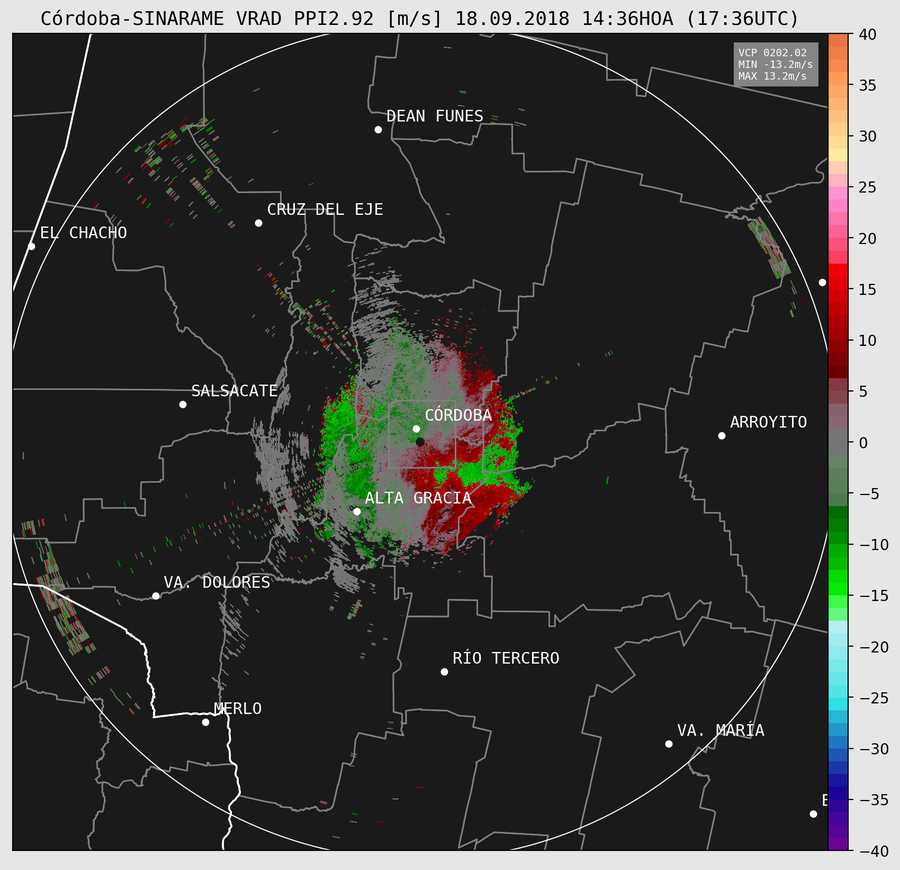 Córdoba-SINARAME VRAD PPI2.92 [m/s] 18.09.2018 14:36HOA (17:36UTC)
VCP 0202.02
MIN -13.2m/s
MAX 13.2m/s
DEAN FUNES
CRUZ DEL EJE
EL CHACHO
SALSACATE
CÓRDOBA
ARROYITO
ALTA GRACIA
VA. DOLORES
RÍO TERCERO
MERLO
VA. MARÍA
40
35
30
25
20
15
10
5
0
−5
−10
−15
−20
−25
−30
−35
−40